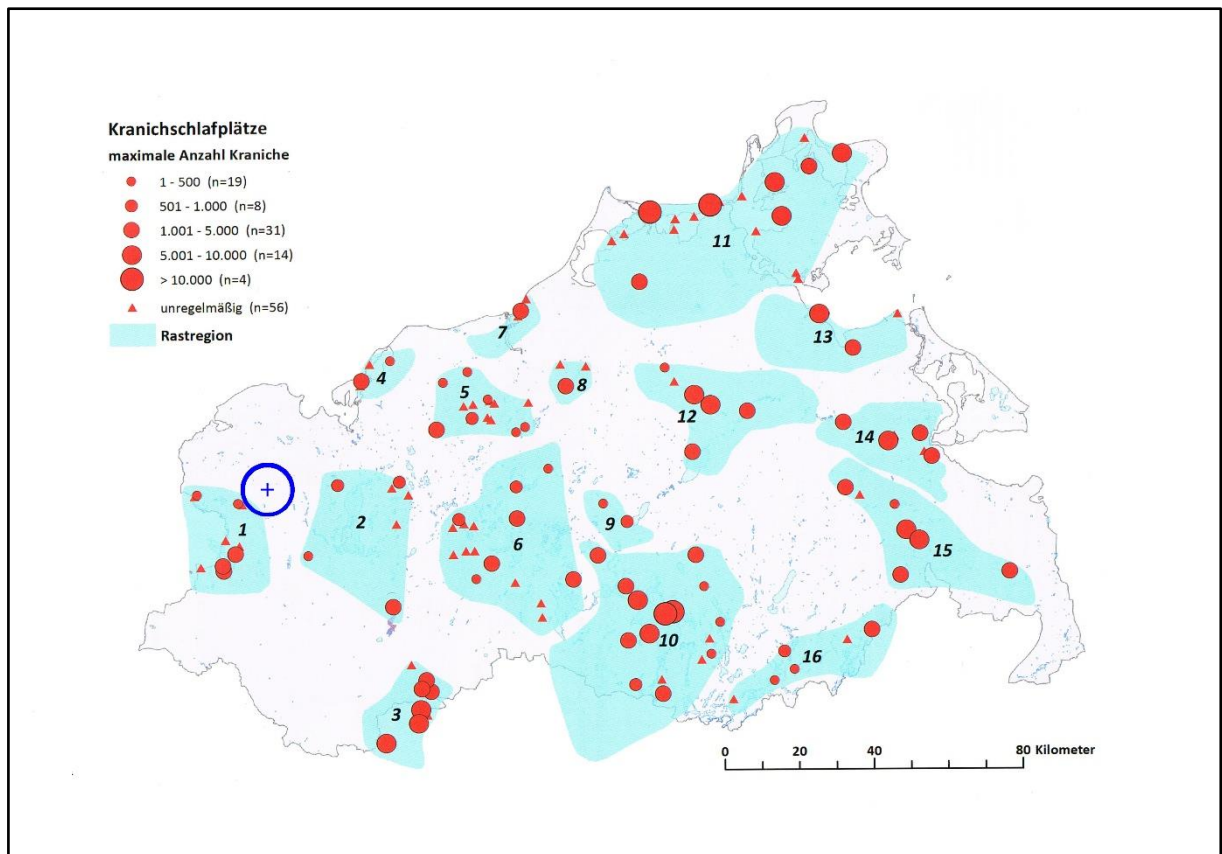 Kranichschlafplätze
maximale Anzahl Kraniche
1 - 500 (n=19)
501 - 1.000 (n=8)
1.001 - 5.000 (n=31)
5.001 - 10.000 (n=14)
> 10.000 (n=4)
unregelmäßig (n=56)
Rastregion
11
7
13
4
5
8
12
14
1
2
6
9
15
10
16
3
0 20 40 80 Kilometer